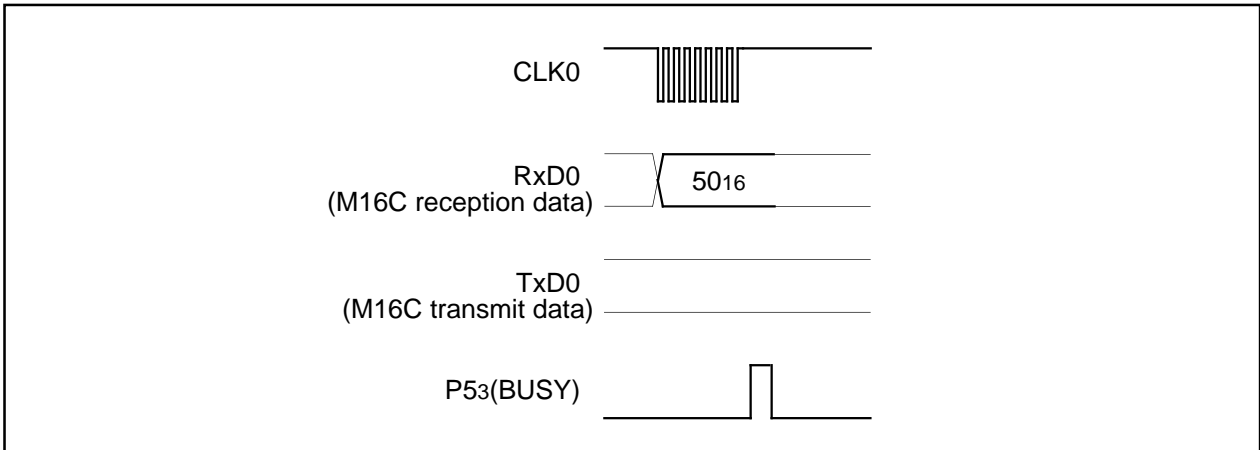 CLK0
RxD0
(M16C reception data)
5016
TxD0
(M16C transmit data)
P53(BUSY)